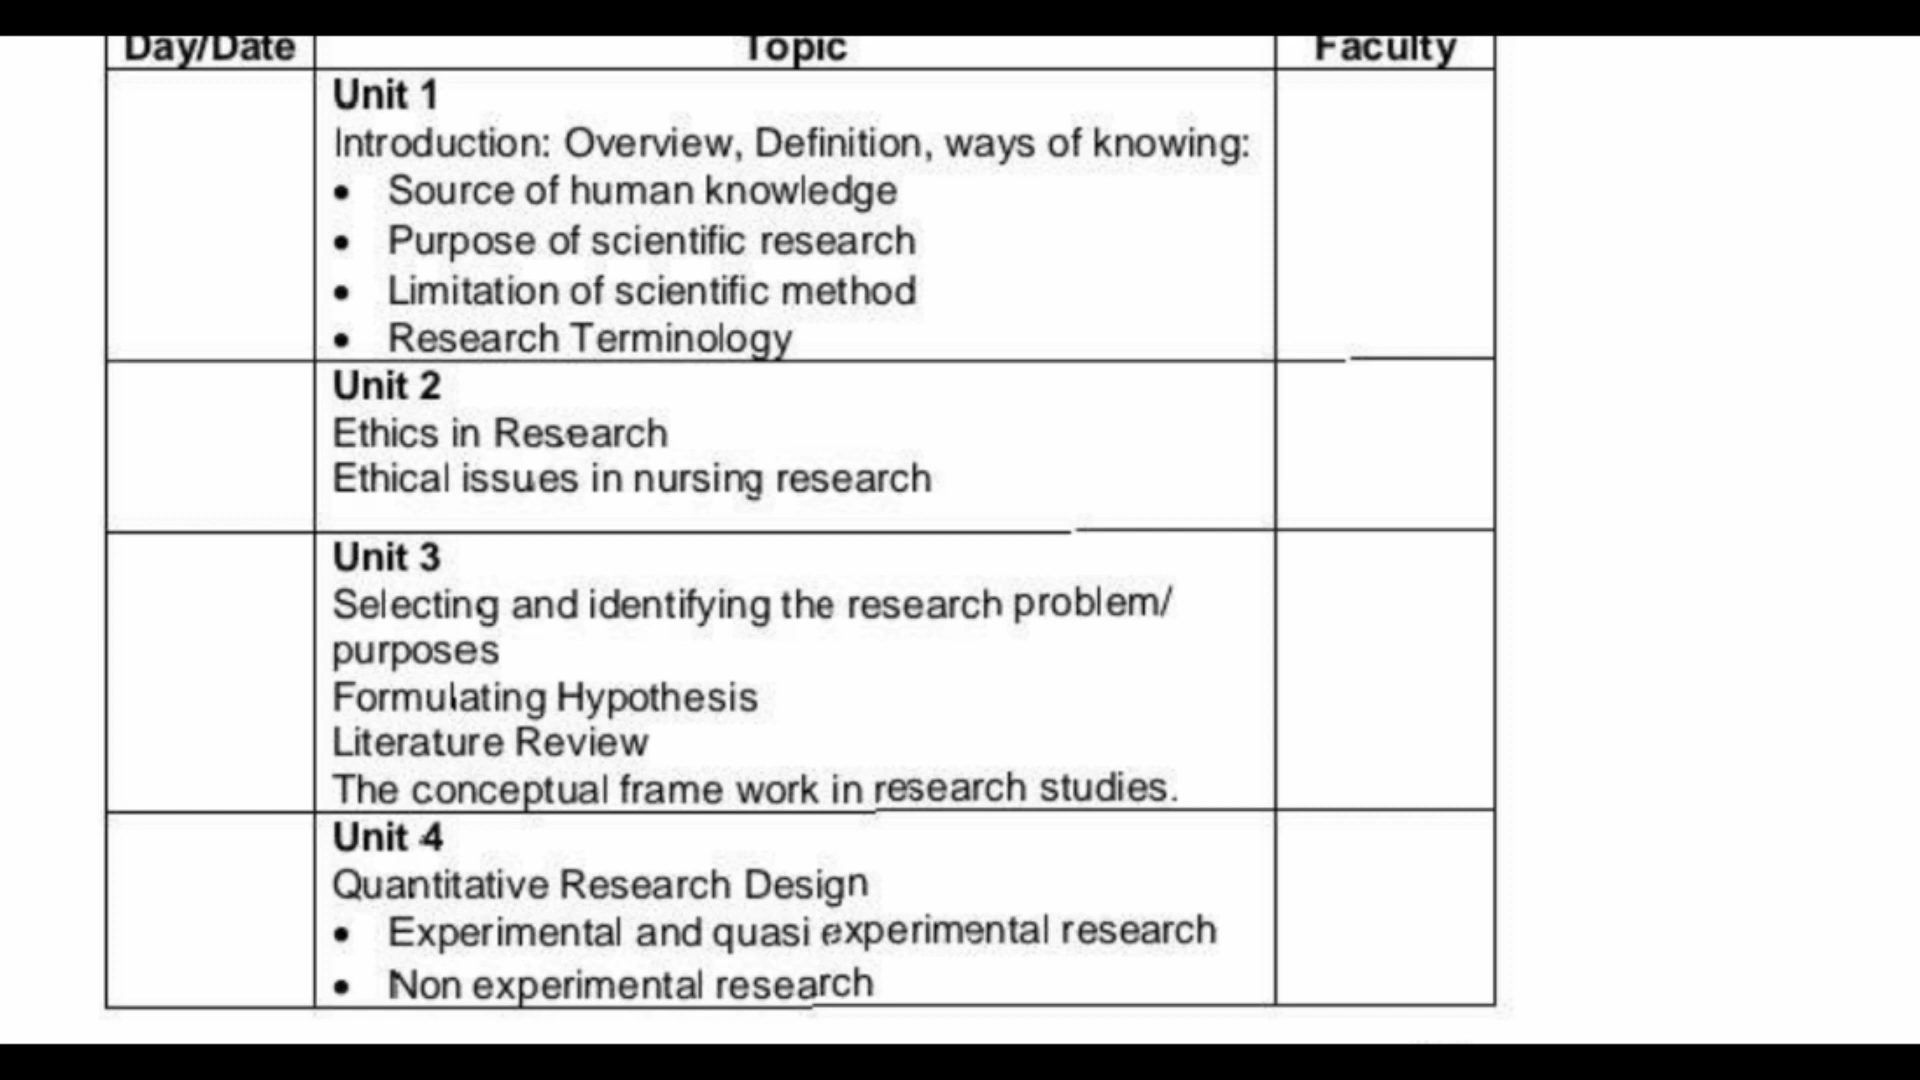 Day/Date Topic Faculty
Unit 1
Introduction: Overview, Definition, ways of knowing:
• Source of human knowledge
• Purpose of scientific research
• Limitation of scientific method
• Research Terminology
Unit 2
Ethics in Research
Ethical issues in nursing research
Unit 3
Selecting and identifying the research problem/
purposes
Formulating Hypothesis
Literature Review
The conceptual frame work in research studies.
Unit 4
Quantitative Research Design
• Experimental and quasi experimental research
• Non experimental research